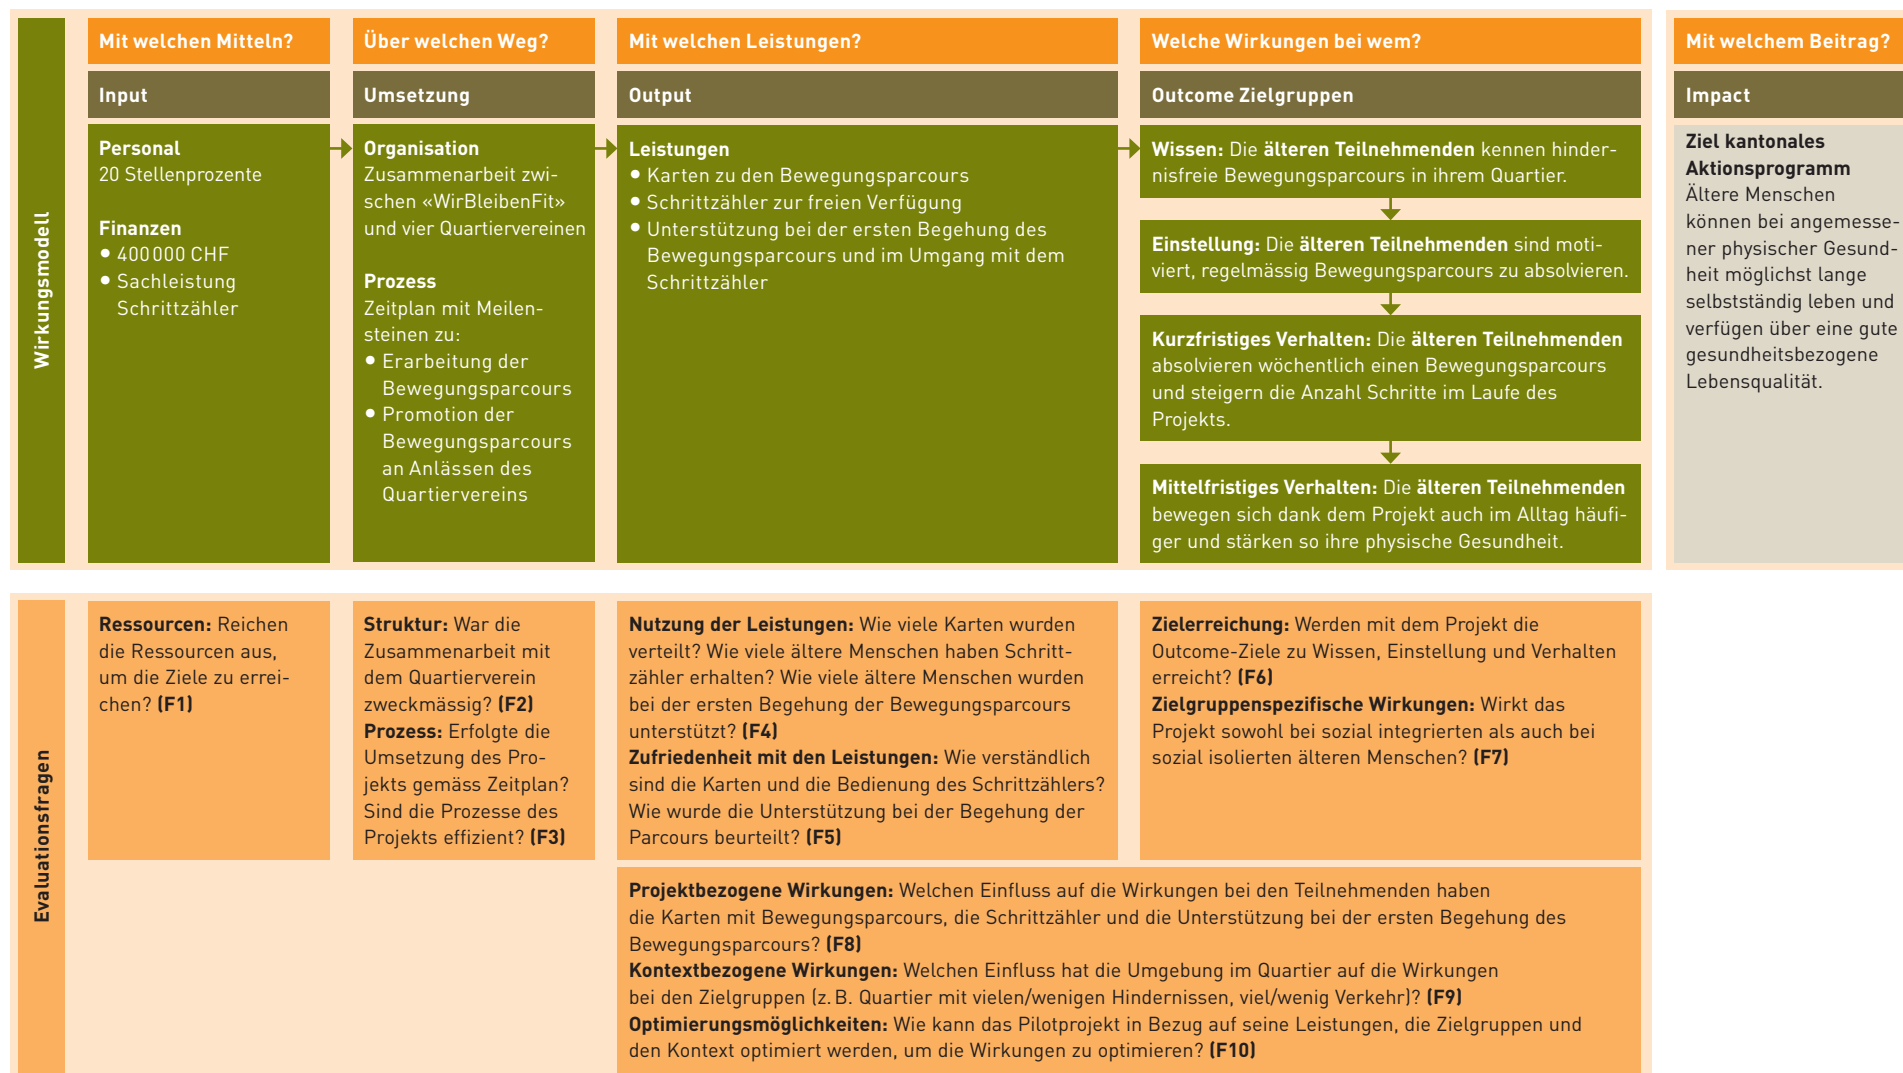 Wirkungsmodell
Mit welchen Mitteln?
Input
Personal
20 Stellenprozente
Finanzen
• 400 000 CHF
• Sachleistung
Schrittzähler
Über welchen Weg?
Umsetzung
Organisation
Zusammenarbeit zwi-
schen «WirBleibenFit»
und vier Quartiervereinen
Prozess
Zeitplan mit Meilen-
steinen zu:
• Erarbeitung der
Bewegungsparcours
• Promotion der
Bewegungsparcours
an Anlässen des
Quartiervereins
Mit welchen Leistungen?
Output
Leistungen
• Karten zu den Bewegungsparcours
• Schrittzähler zur freien Verfügung
• Unterstützung bei der ersten Begehung des
Bewegungsparcours und im Umgang mit dem
Schrittzähler
Welche Wirkungen bei wem?
Outcome Zielgruppen
Wissen: Die älteren Teilnehmenden kennen hinder-
nisfreie Bewegungsparcours in ihrem Quartier.
Einstellung: Die älteren Teilnehmenden sind moti-
viert, regelmässig Bewegungsparcours zu absolvieren.
Kurzfristiges Verhalten: Die älteren Teilnehmenden
absolvieren wöchentlich einen Bewegungsparcours
und steigern die Anzahl Schritte im Laufe des
Projekts.
Mittelfristiges Verhalten: Die älteren Teilnehmenden
bewegen sich dank dem Projekt auch im Alltag häufi-
ger und stärken so ihre physische Gesundheit.
Mit welchem Beitrag?
Impact
Ziel kantonales
Aktionsprogramm
Ältere Menschen
können bei angemesse-
ner physischer Gesund-
heit möglichst lange
selbstständig leben und
verfügen über eine gute
gesundheitsbezogene
Lebensqualität.
Evaluationsfragen
Ressourcen: Reichen
die Ressourcen aus,
um die Ziele zu errei-
chen? (F1)
Struktur: War die
Zusammenarbeit mit
dem Quartierverein
zweckmässig? (F2)
Prozess: Erfolgte die
Umsetzung des Pro-
jekts gemäss Zeitplan?
Sind die Prozesse des
Projekts effizient? (F3)
Nutzung der Leistungen: Wie viele Karten wurden
verteilt? Wie viele ältere Menschen haben Schritt-
zähler erhalten? Wie viele ältere Menschen wurden
bei der ersten Begehung der Bewegungsparcours
unterstützt? (F4)
Zufriedenheit mit den Leistungen: Wie verständlich
sind die Karten und die Bedienung des Schrittzählers?
Wie wurde die Unterstützung bei der Begehung der
Parcours beurteilt? (F5)
Zielerreichung: Werden mit dem Projekt die
Outcome-Ziele zu Wissen, Einstellung und Verhalten
erreicht? (F6)
Zielgruppenspezifische Wirkungen: Wirkt das
Projekt sowohl bei sozial integrierten als auch bei
sozial isolierten älteren Menschen? (F7)
Projektbezogene Wirkungen: Welchen Einfluss auf die Wirkungen bei den Teilnehmenden haben
die Karten mit Bewegungsparcours, die Schrittzähler und die Unterstützung bei der ersten Begehung des
Bewegungsparcours? (F8)
Kontextbezogene Wirkungen: Welchen Einfluss hat die Umgebung im Quartier auf die Wirkungen
bei den Zielgruppen (z. B. Quartier mit vielen/wenigen Hindernissen, viel/wenig Verkehr)? (F9)
Optimierungsmöglichkeiten: Wie kann das Pilotprojekt in Bezug auf seine Leistungen, die Zielgruppen und
den Kontext optimiert werden, um die Wirkungen zu optimieren? (F10)